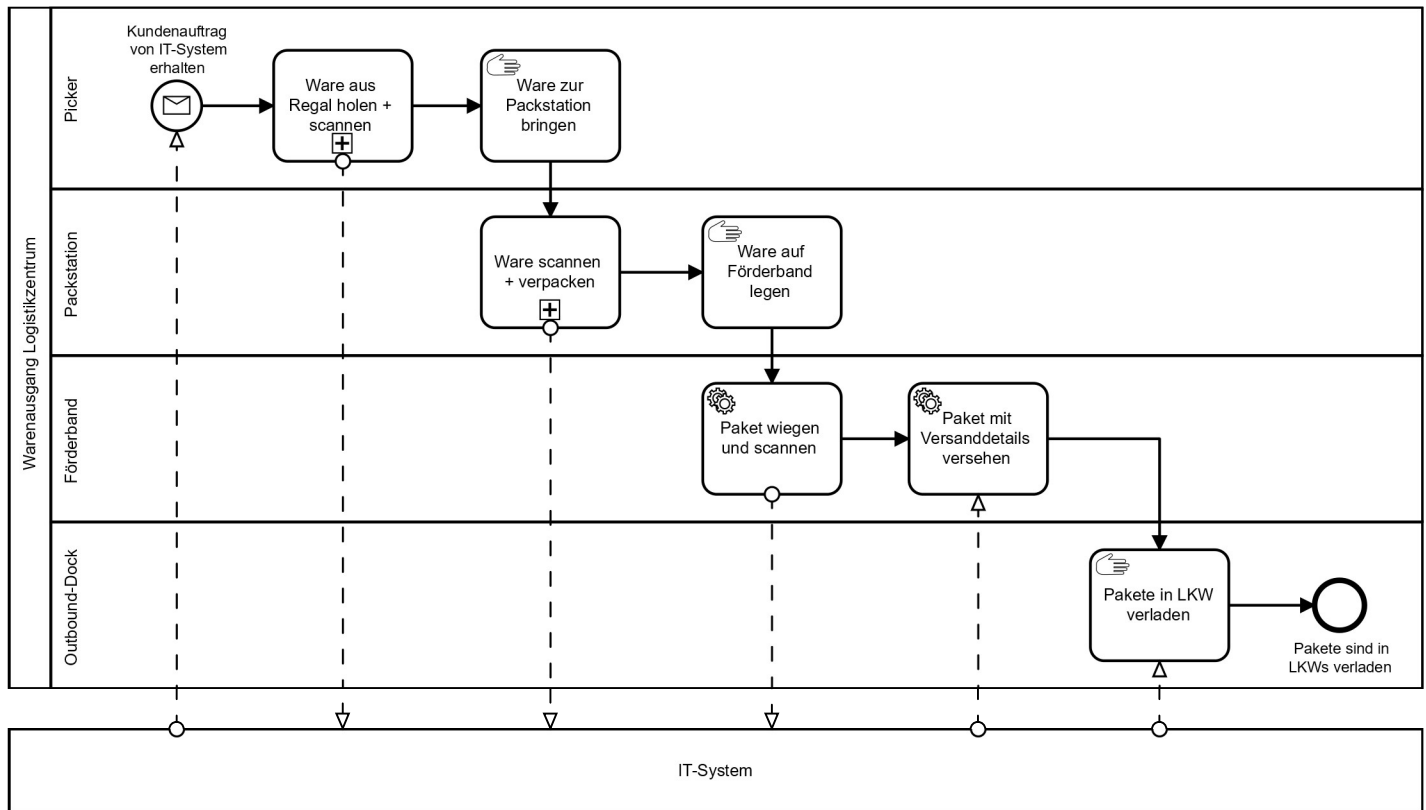 Warenausgang Logistikzentrum
Picker
Kundenauftrag
von IT-System
erhalten
Ware aus
Regal holen +
scannen
Ware zur
Packstation
bringen
Packstation
Ware scannen
+ verpacken
Ware auf
Förderband
legen
Förderband
Paket wiegen
und scannen
Paket mit
Versanddetails
versehen
Outbound-Dock
Pakete in LKW
verladen
Pakete sind in
LKWs verladen
IT-System